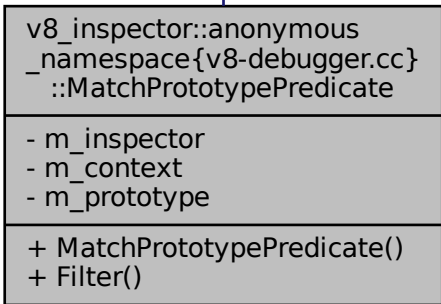 v8_inspector::anonymous
_namespace{v8-debugger.cc}
::MatchPrototypePredicate
- m_inspector
- m_context
- m_prototype
+ MatchPrototypePredicate()
+ Filter()